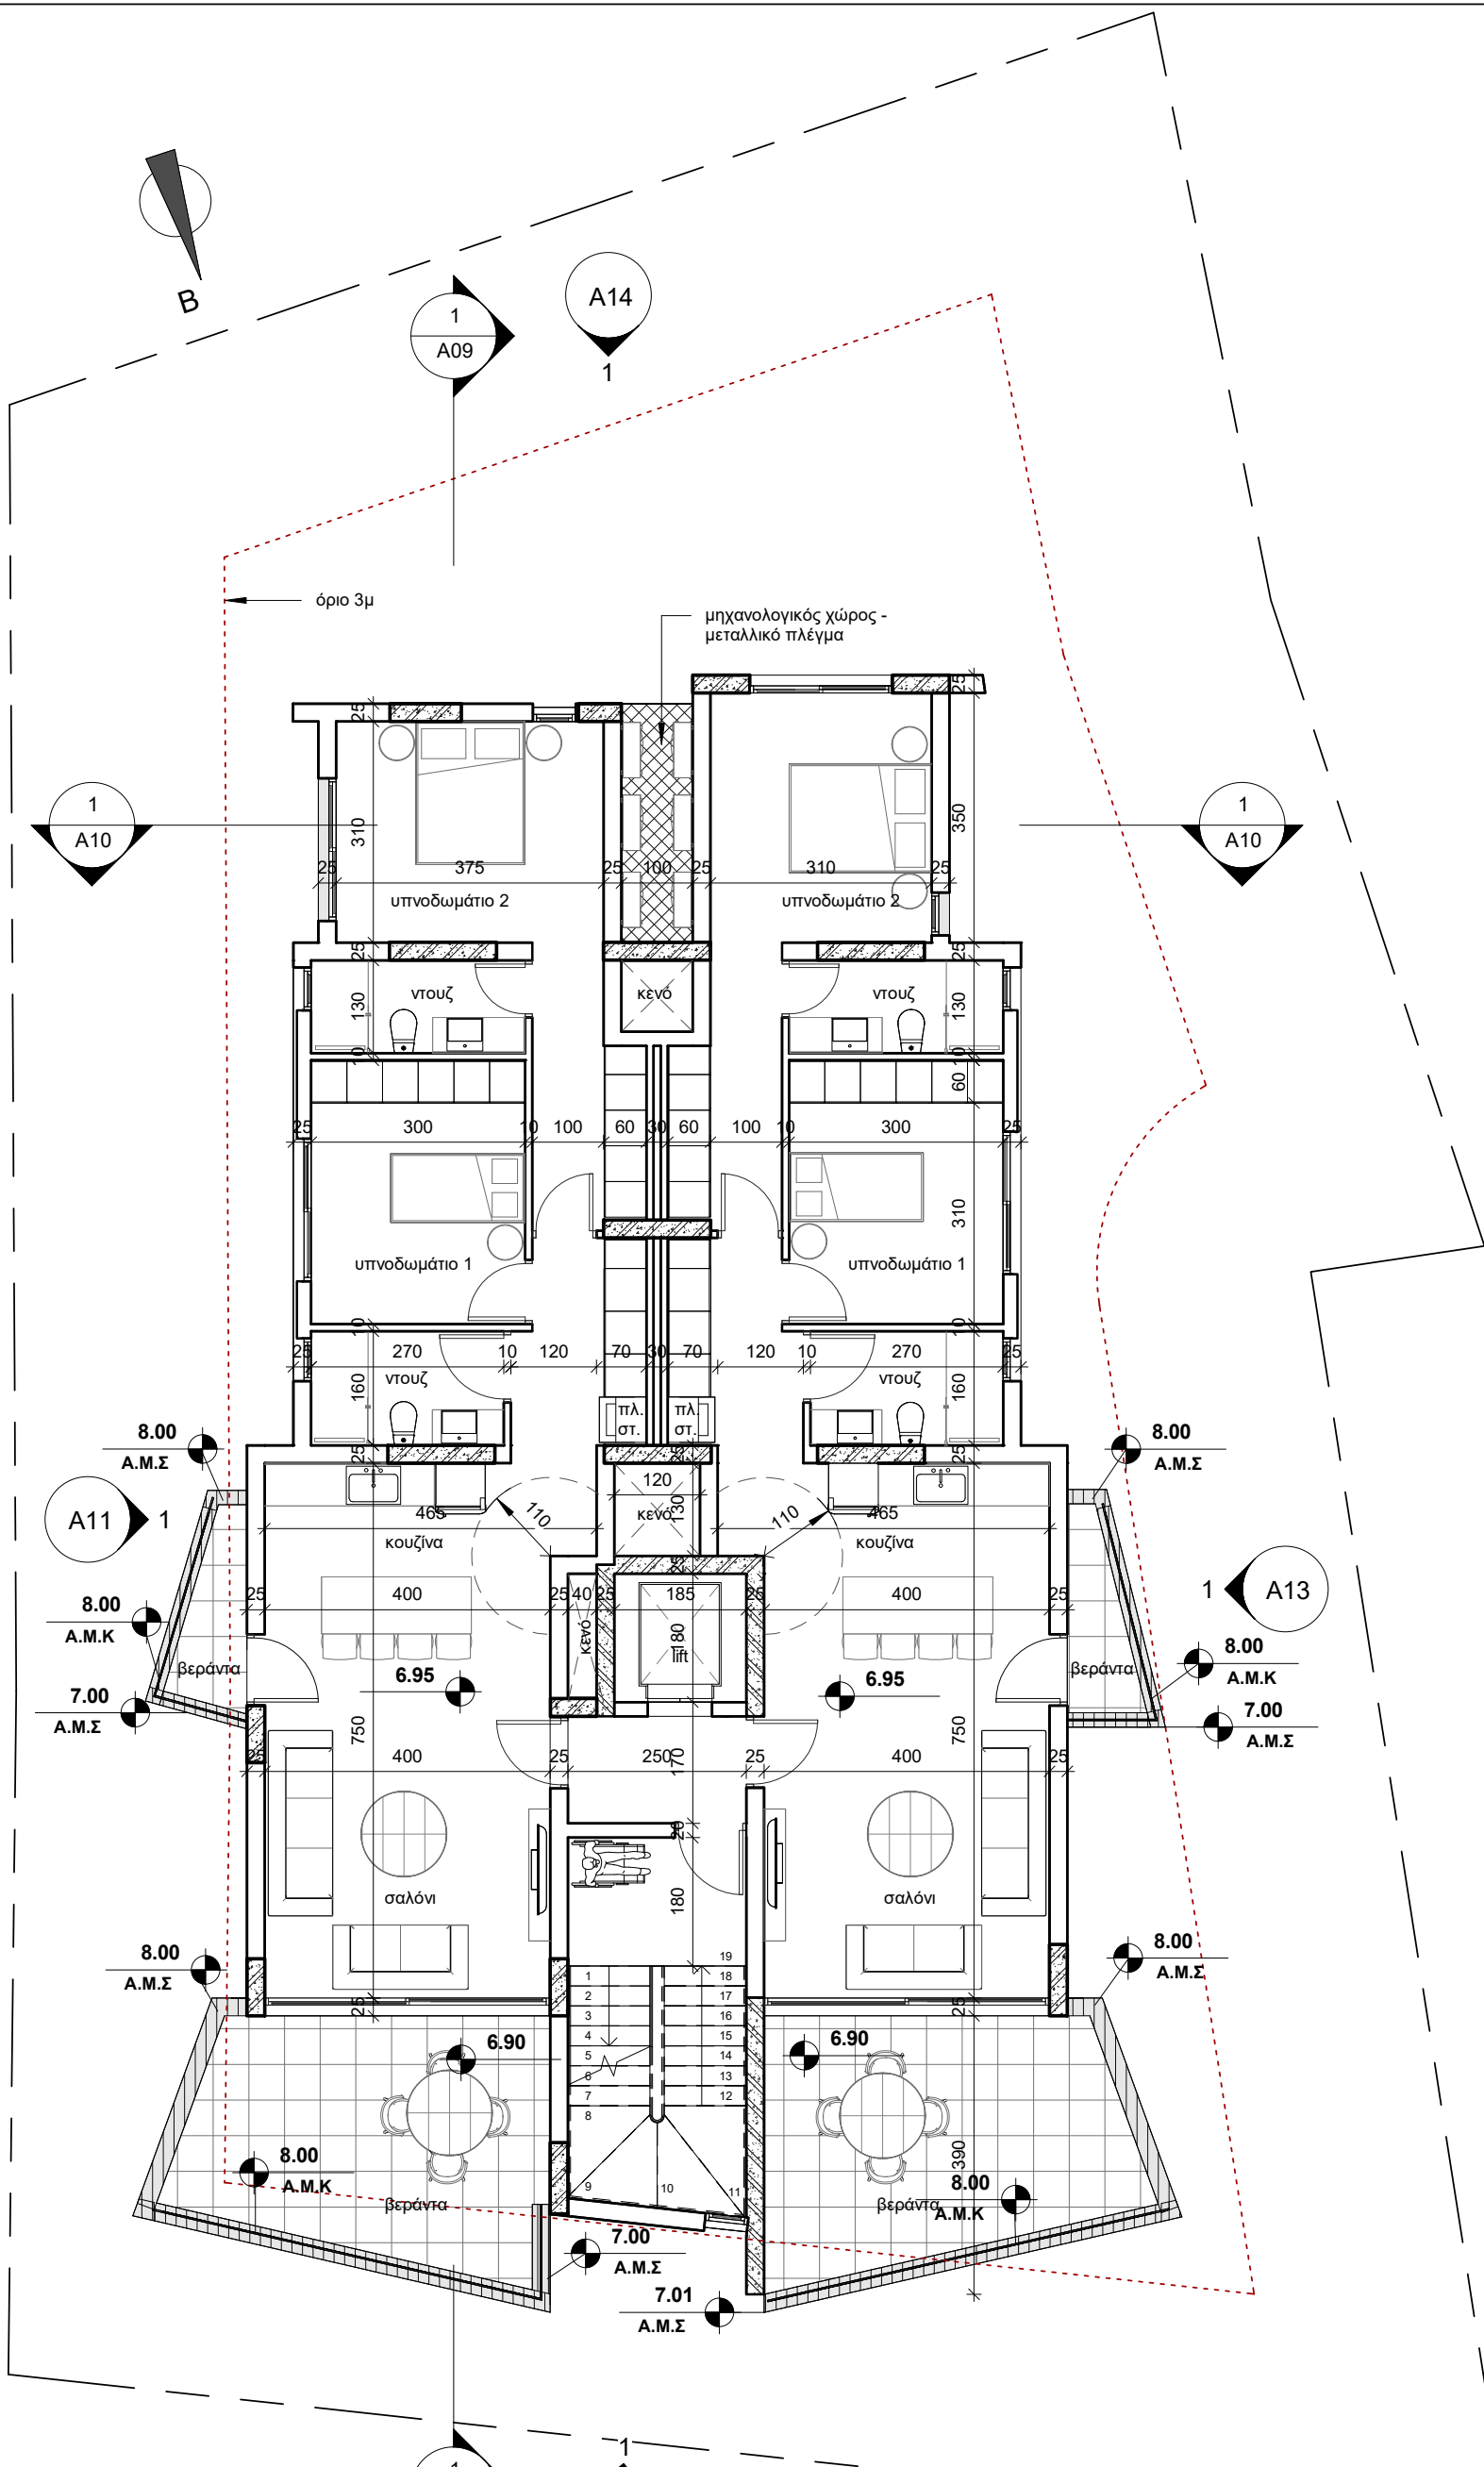 B
1
A09
A14
1
όριο 3μ
μηχανολογικός χώρος -
μεταλλικό πλέγμα
25
25
1
A10
1
A10
310
350
25
375
25
100
25
310
25
υπνοδωμάτιο 2
υπνοδωμάτιο 2
25
25
ντουζ
κενό
ντουζ
130
130
10
10
60
25
300
10
100
60
30
60
100
10
300
25
310
υπνοδωμάτιο 1
υπνοδωμάτιο 1
10
10
25
270
10
120
70
30
70
120
10
270
25
ντουζ
ντουζ
160
160
πλ.
στ.
πλ.
στ.
8.00
Α.Μ.Σ
8.00
Α.Μ.Σ
25
25
25
120
130
κενό
A11
1
465
110
110
465
κουζίνα
κουζίνα
25
1
A13
25
400
25
40
25
185
25
400
25
8.00
Α.Μ.Κ
κενό
180
lift
8.00
Α.Μ.Κ
βεράντα
βεράντα
6.95
6.95
7.00
Α.Μ.Σ
7.00
Α.Μ.Σ
750
750
25
400
25
250
170
25
400
25
20
180
σαλόνι
σαλόνι
8.00
Α.Μ.Σ
8.00
Α.Μ.Σ
19
1
18
2
17
3
16
4
15
5
14
6
13
7
12
8
9
10
11
25
25
6.90
6.90
390
8.00
Α.Μ.Κ
8.00
Α.Μ.Κ
βεράντα
βεράντα
7.00
Α.Μ.Σ
7.01
Α.Μ.Σ
1
1